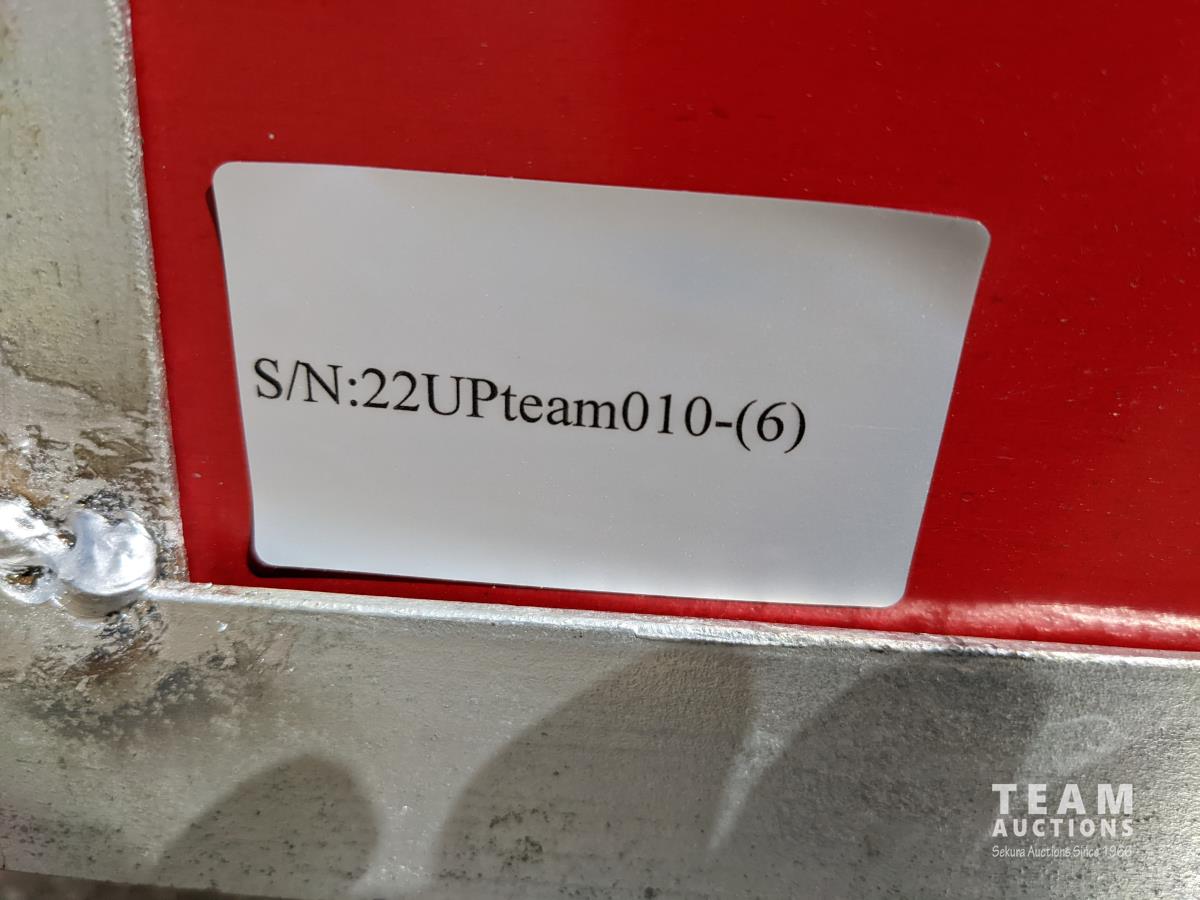 S/N:22UPteam010-(6)
TEAM
AUCTIONS
Sekura Auctions Since 1966